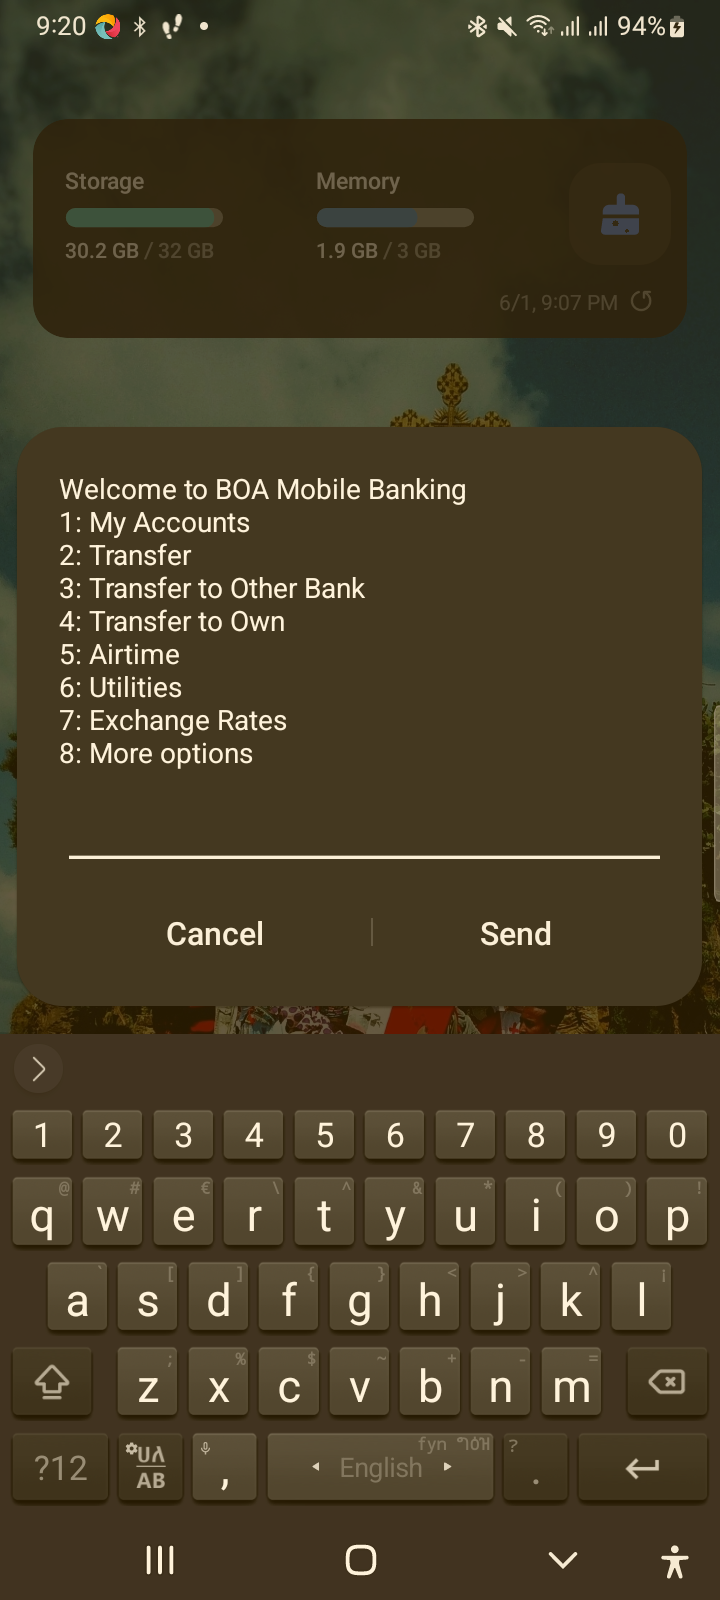 9:20
94%
Storage
Memory
30.2 GB / 32 GB
1.9 GB / 3 GB
6/1, 9:07 PM
Welcome to BOA Mobile Banking
1: My Accounts
2: Transfer
3: Transfer to Other Bank
4: Transfer to Own
5: Airtime
6: Utilities
7: Exchange Rates
8: More options
Cancel
Send
1 2 3 4 5 6 7 8 9 0
@ # € \ ^ & * ( ) !
q w e r t y u i o p
` [ ] { } < > ^ ¡
a s d f g h j k l
; % $ ~ + - =
z x c v b n m
?12
AB
,
English
fyn
?
.